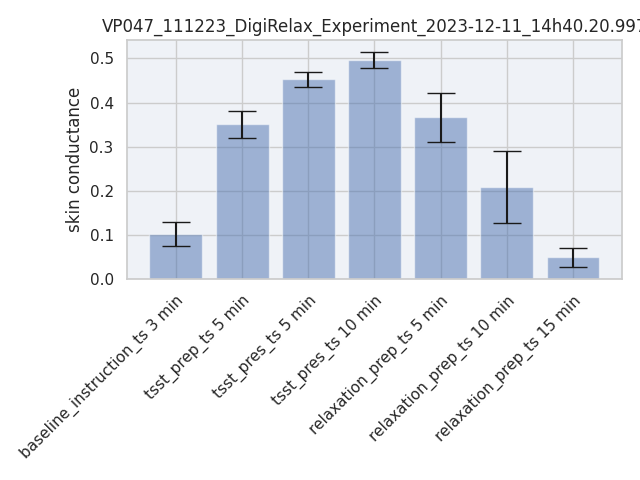 VP047_111223_DigiRelax_Experiment_2023-12-11_14h40.20.997
skin conductance
0.5
0.4
0.3
0.2
0.1
0.0
baseline_instruction_ts 3 min
tsst_prep_ts 5 min
tsst_pres_ts 5 min
tsst_pres_ts 10 min
relaxation_prep_ts 5 min
relaxation_prep_ts 10 min
relaxation_prep_ts 15 min